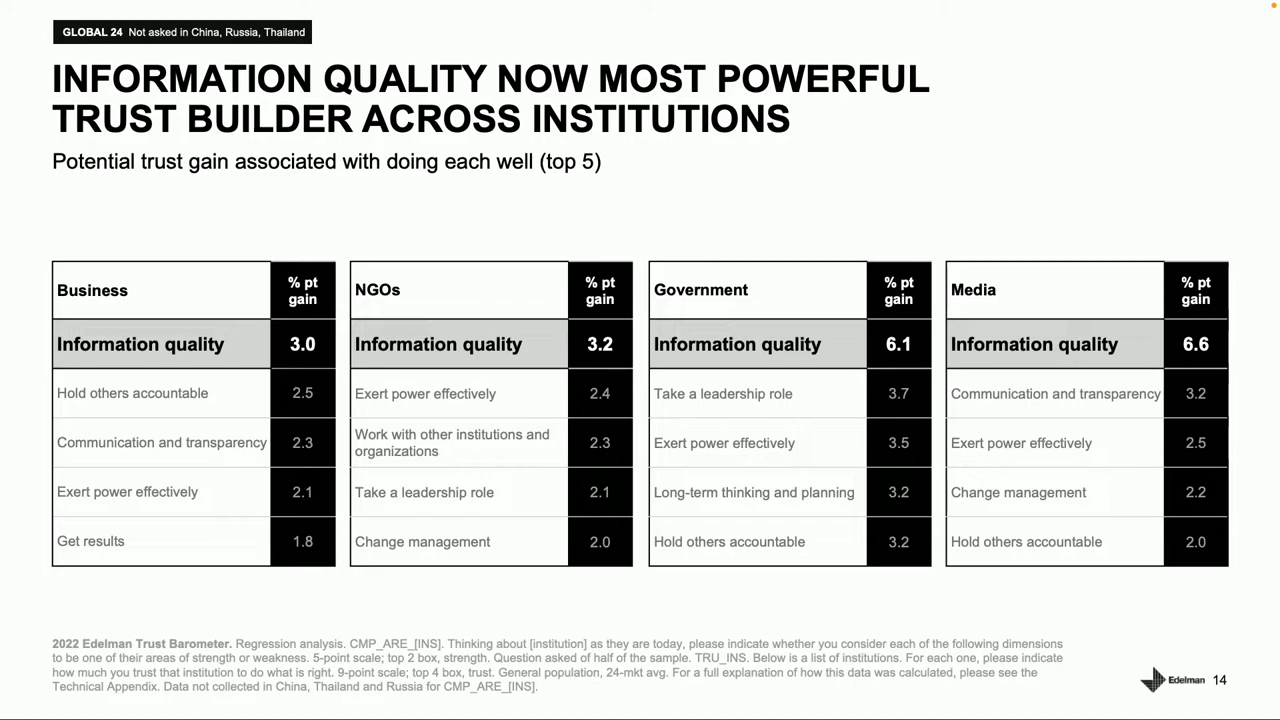 GLOBAL 24 Not asked in China, Russia, Thailand
INFORMATION QUALITY NOW MOST POWERFUL
TRUST BUILDER ACROSS INSTITUTIONS
Potential trust gain associated with doing each well (top 5)
Business
% pt
gain
Information quality 3.0
Hold others accountable 2.5
Communication and transparency 2.3
Exert power effectively 2.1
Get results 1.8
NGOs
% pt
gain
Information quality 3.2
Exert power effectively 2.4
Work with other institutions and
organizations
2.3
Take a leadership role 2.1
Change management 2.0
Government
% pt
gain
Information quality 6.1
Take a leadership role 3.7
Exert power effectively 3.5
Long-term thinking and planning 3.2
Hold others accountable 3.2
Media
% pt
gain
Information quality 6.6
Communication and transparency 3.2
Exert power effectively 2.5
Change management 2.2
Hold others accountable 2.0
2022 Edelman Trust Barometer. Regression analysis. CMP_ARE_[INS]. Thinking about [institution] as they are today, please indicate whether you consider each of the following dimensions
to be one of their areas of strength or weakness. 5-point scale; top 2 box, strength. Question asked of half of the sample. TRU_INS. Below is a list of institutions. For each one, please indicate
how much you trust that institution to do what is right. 9-point scale; top 4 box, trust. General population, 24-mkt avg. For a full explanation of how this data was calculated, please see the
Technical Appendix. Data not collected in China, Thailand and Russia for CMP_ARE_[INS].
Edelman 14